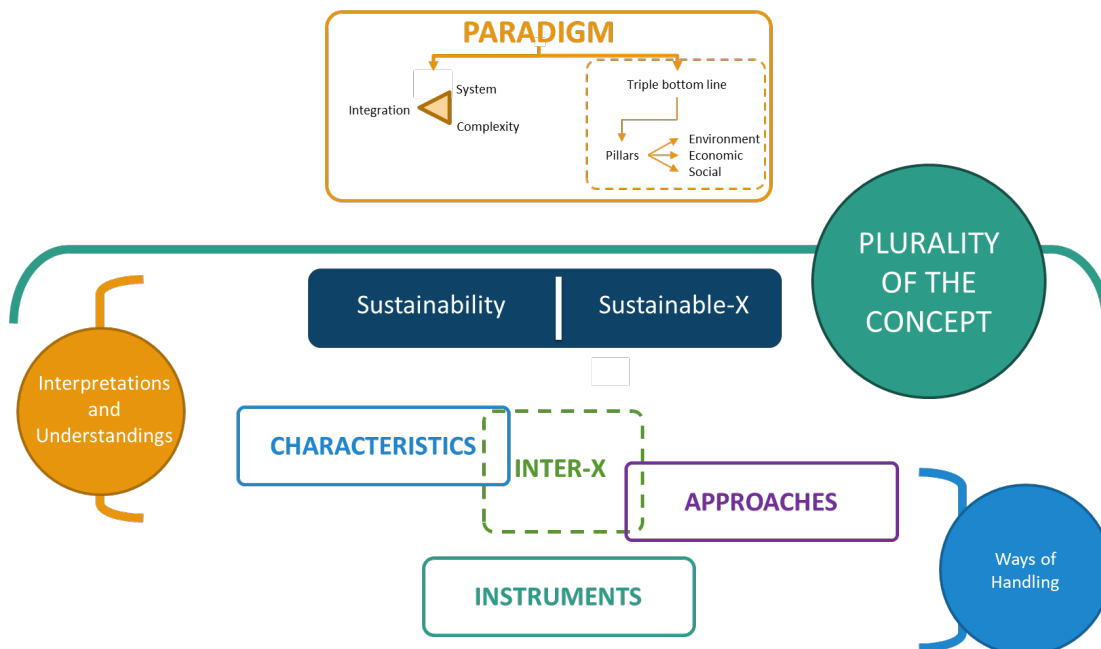 PARADIGM
System
Integration
Complexity
Triple bottom line
Pillars
Environment
Economic
Social
PLURALITY
OF THE
CONCEPT
Sustainability
Sustainable-X
Interpretations
and
Understandings
CHARACTERISTICS
INTER-X
APPROACHES
INSTRUMENTS
Ways of
Handling